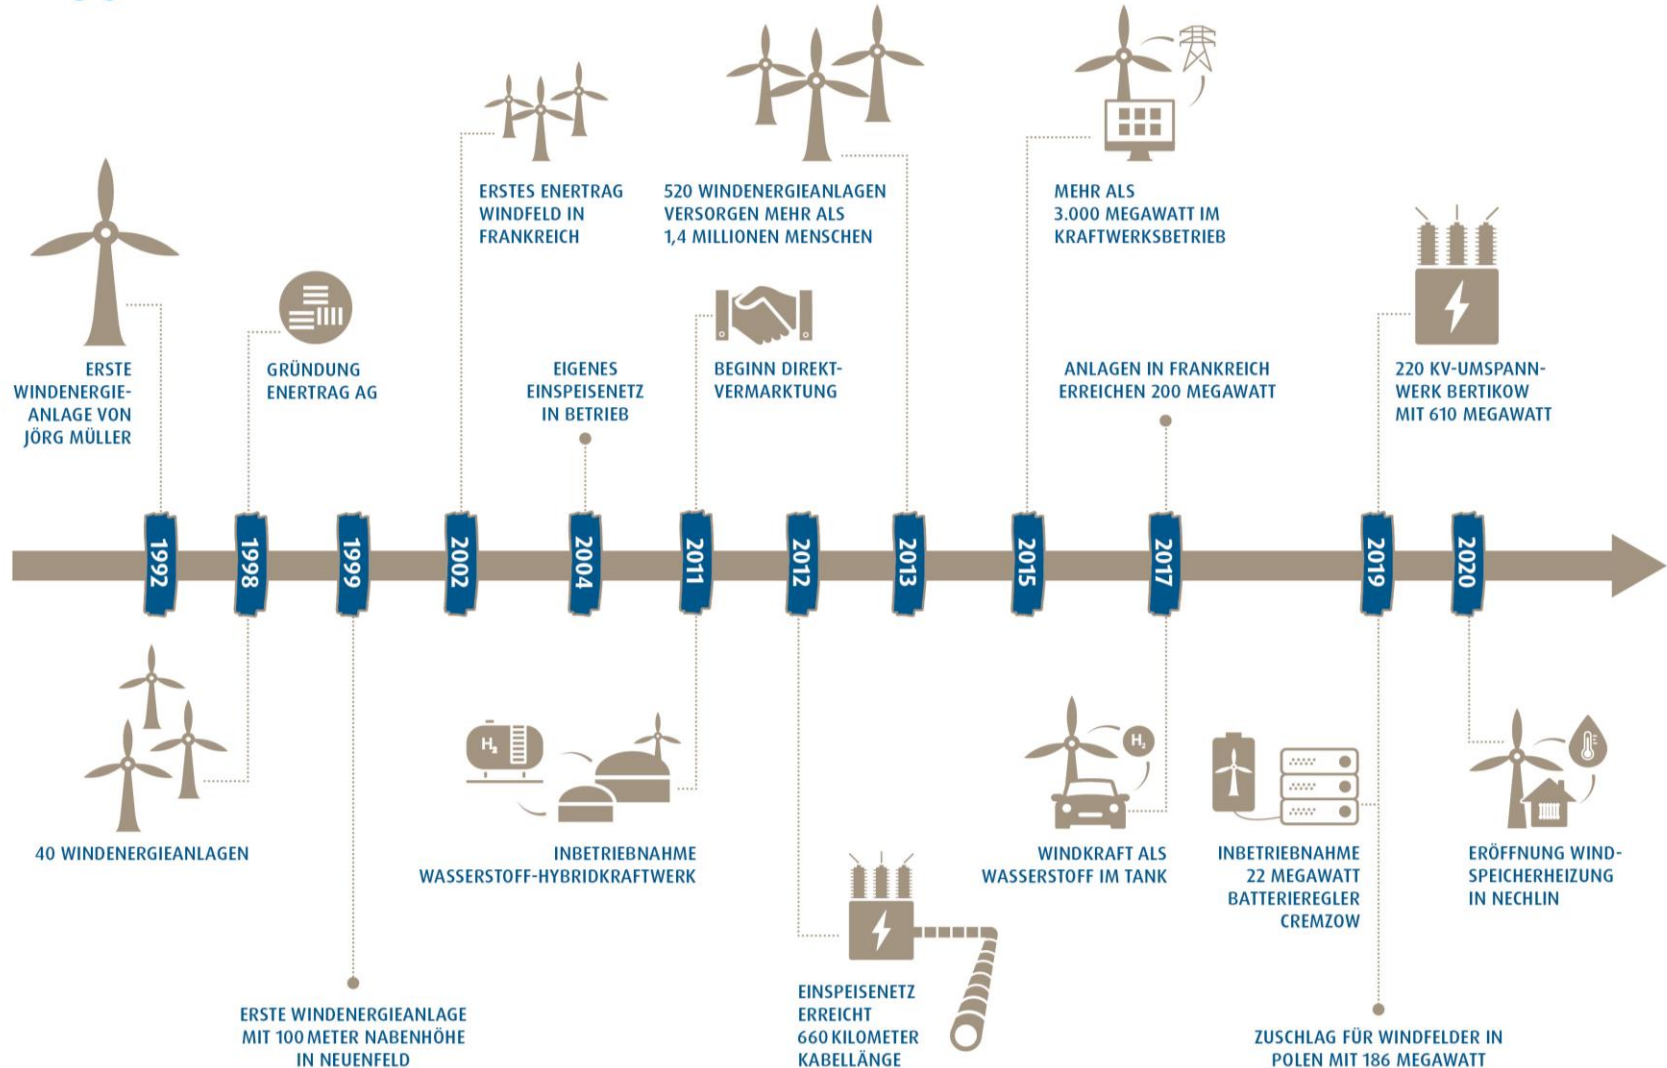 ERSTE
WINDENERGIE-
ANLAGE VON
JÖRG MÜLLER
GRÜNDUNG
ENERTRAG AG
ERSTES ENERTRAG
WINDFELD IN
FRANKREICH
EIGENES
EINSPEISENETZ
IN BETRIEB
520 WINDENERGIEANLAGEN
VERSORGEN MEHR ALS
1,4 MILLIONEN MENSCHEN
BEGINN DIREKT-
VERMARKTUNG
MEHR ALS
3.000 MEGAWATT IM
KRAFTWERKSBETRIEB
ANLAGEN IN FRANKREICH
ERREICHEN 200 MEGAWATT
220 KV-UMSPANN-
WERK BERTIKOW
MIT 610 MEGAWATT
1992
1998
1999
2002
2004
2011
2012
2013
2015
2017
2019
2020
40 WINDENERGIEANLAGEN
ERSTE WINDENERGIEANLAGE
MIT 100 METER NABENHÖHE
IN NEUENFELD
H2
INBETRIEBNAHME
WASSERSTOFF-HYBRIDKRAFTWERK
EINSPEISENETZ
ERREICHT
660 KILOMETER
KABELLÄNGE
H2
WINDKRAFT ALS
WASSERSTOFF IM TANK
INBETRIEBNAHME
22 MEGAWATT
BATTERIEREGLER
CREMZOW
ZUSCHLAG FÜR WINDFELDER IN
POLEN MIT 186 MEGAWATT
ERÖFFNUNG WIND-
SPEICHERHEIZUNG
IN NECHLIN